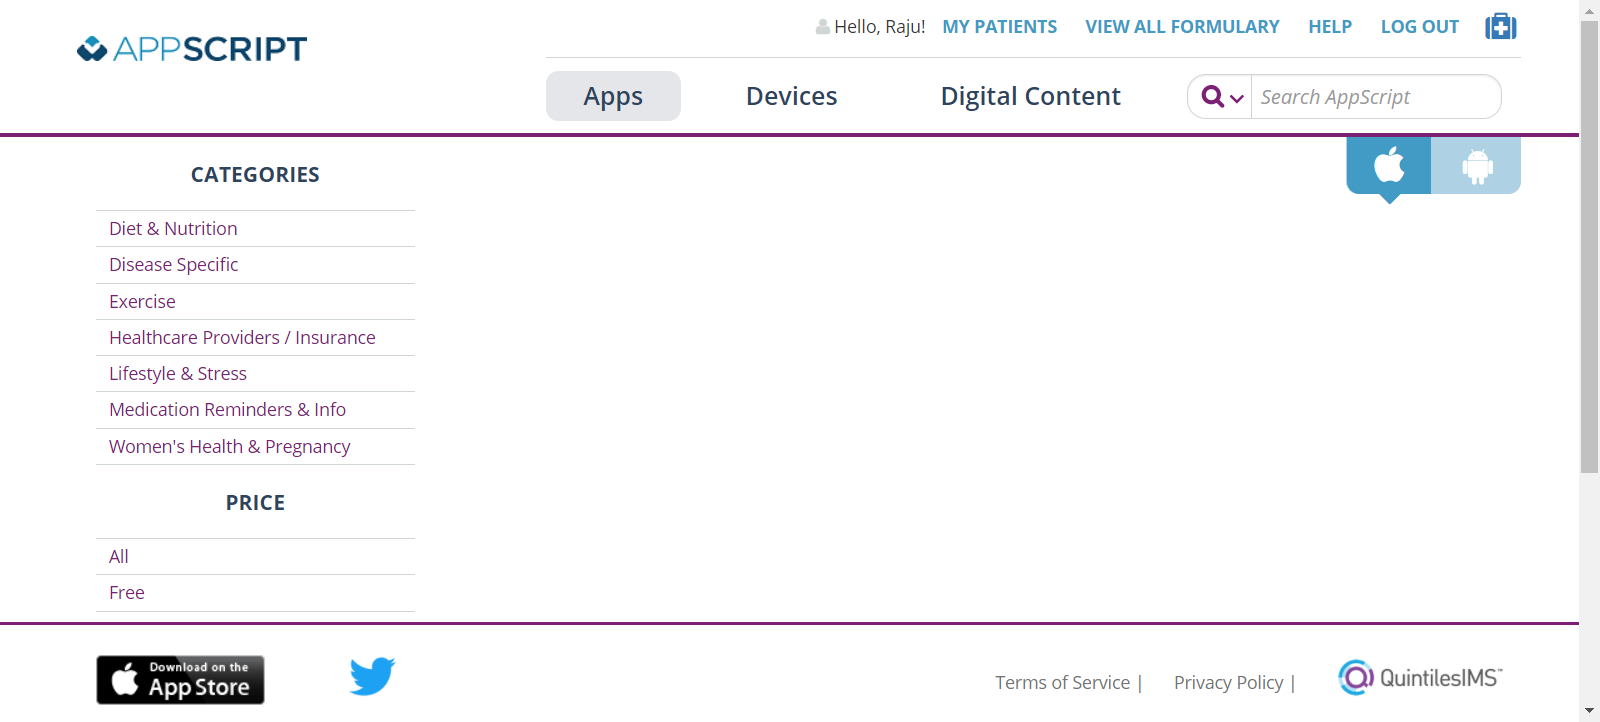 Hello, Raju! MY PATIENTS VIEW ALL FORMULARY HELP LOG OUT
APPSCRIPT
Apps Devices Digital Content Search AppScript
CATEGORIES
Diet & Nutrition
Disease Specific
Exercise
Healthcare Providers / Insurance
Lifestyle & Stress
Medication Reminders & Info
Women's Health & Pregnancy
PRICE
All
Free
Download on the
App Store
Terms of Service | Privacy Policy | QuintilesIMS™